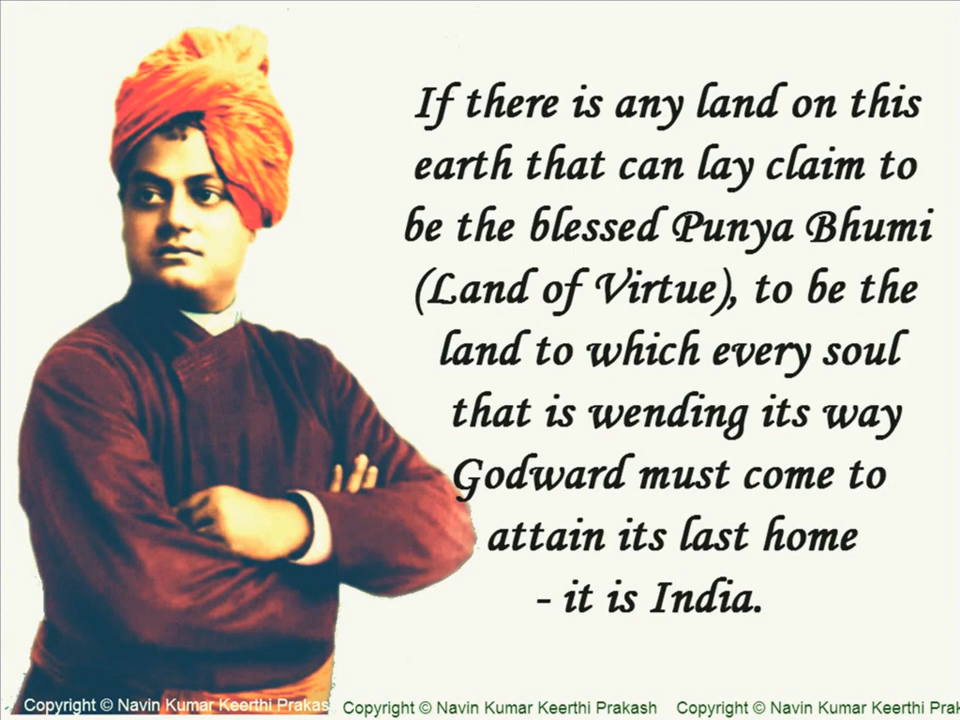 If there is any land on this
earth that can lay claim to
be the blessed Punya Bhumi
(Land of Virtue), to be the
land to which every soul
that is wending its way
Godward must come to
attain its last home
- it is India.
Copyright © Navin Kumar Keerthi Prakas Copyright © Navin Kumar Keerthi Prakash Copyright © Navin Kumar Keerthi Prak